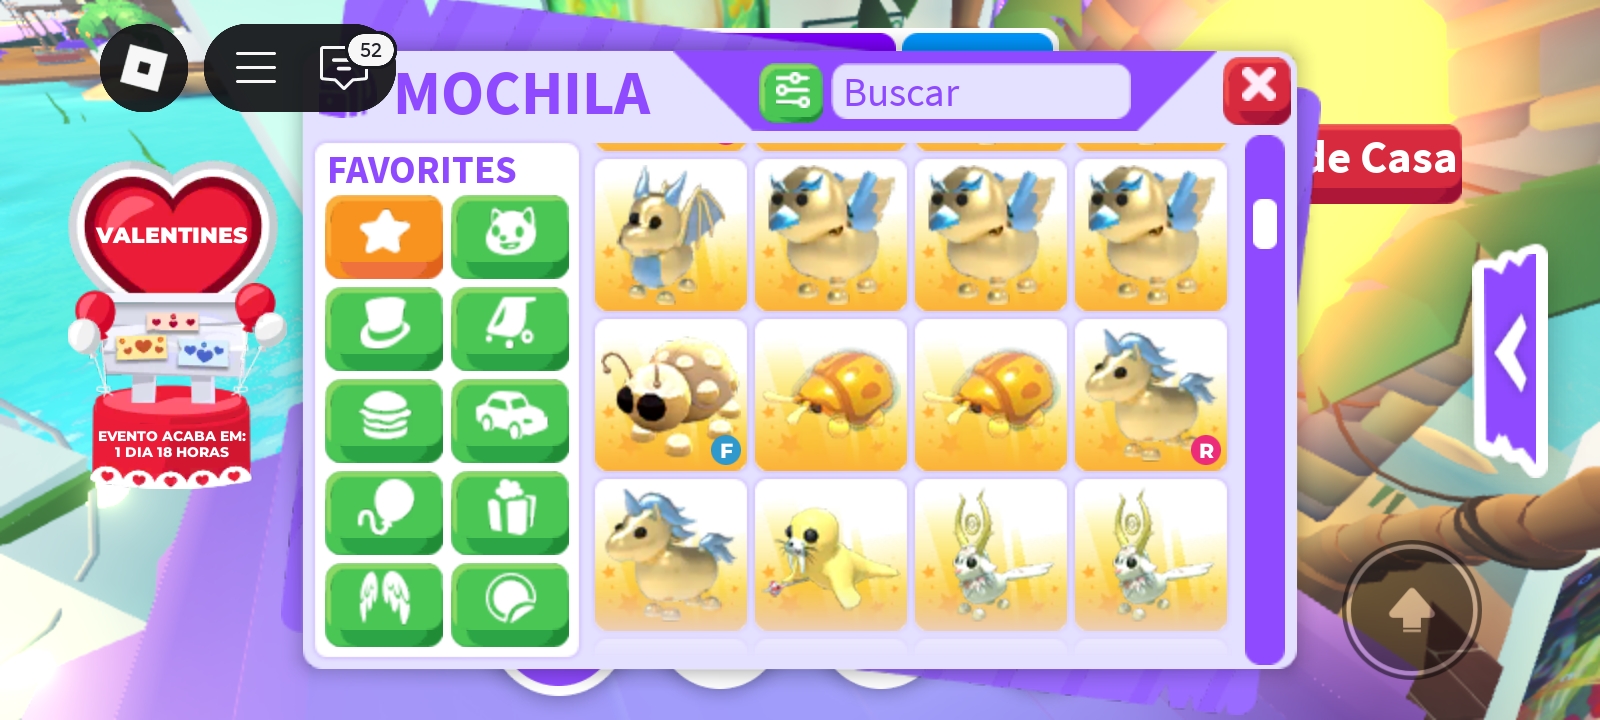 52
MOCHILA
Buscar
de Casa
FAVORITES
VALENTINES
EVENTO ACABA EM:
1 DIA 18 HORAS
F
R